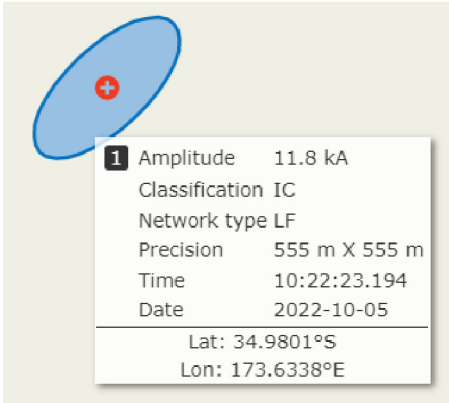 1 Amplitude 11.8 kA
Classification IC
Network type LF
Precision 555 m X 555 m
Time 10:22:23.194
Date 2022-10-05
Lat: 34.9801°S
Lon: 173.6338°E